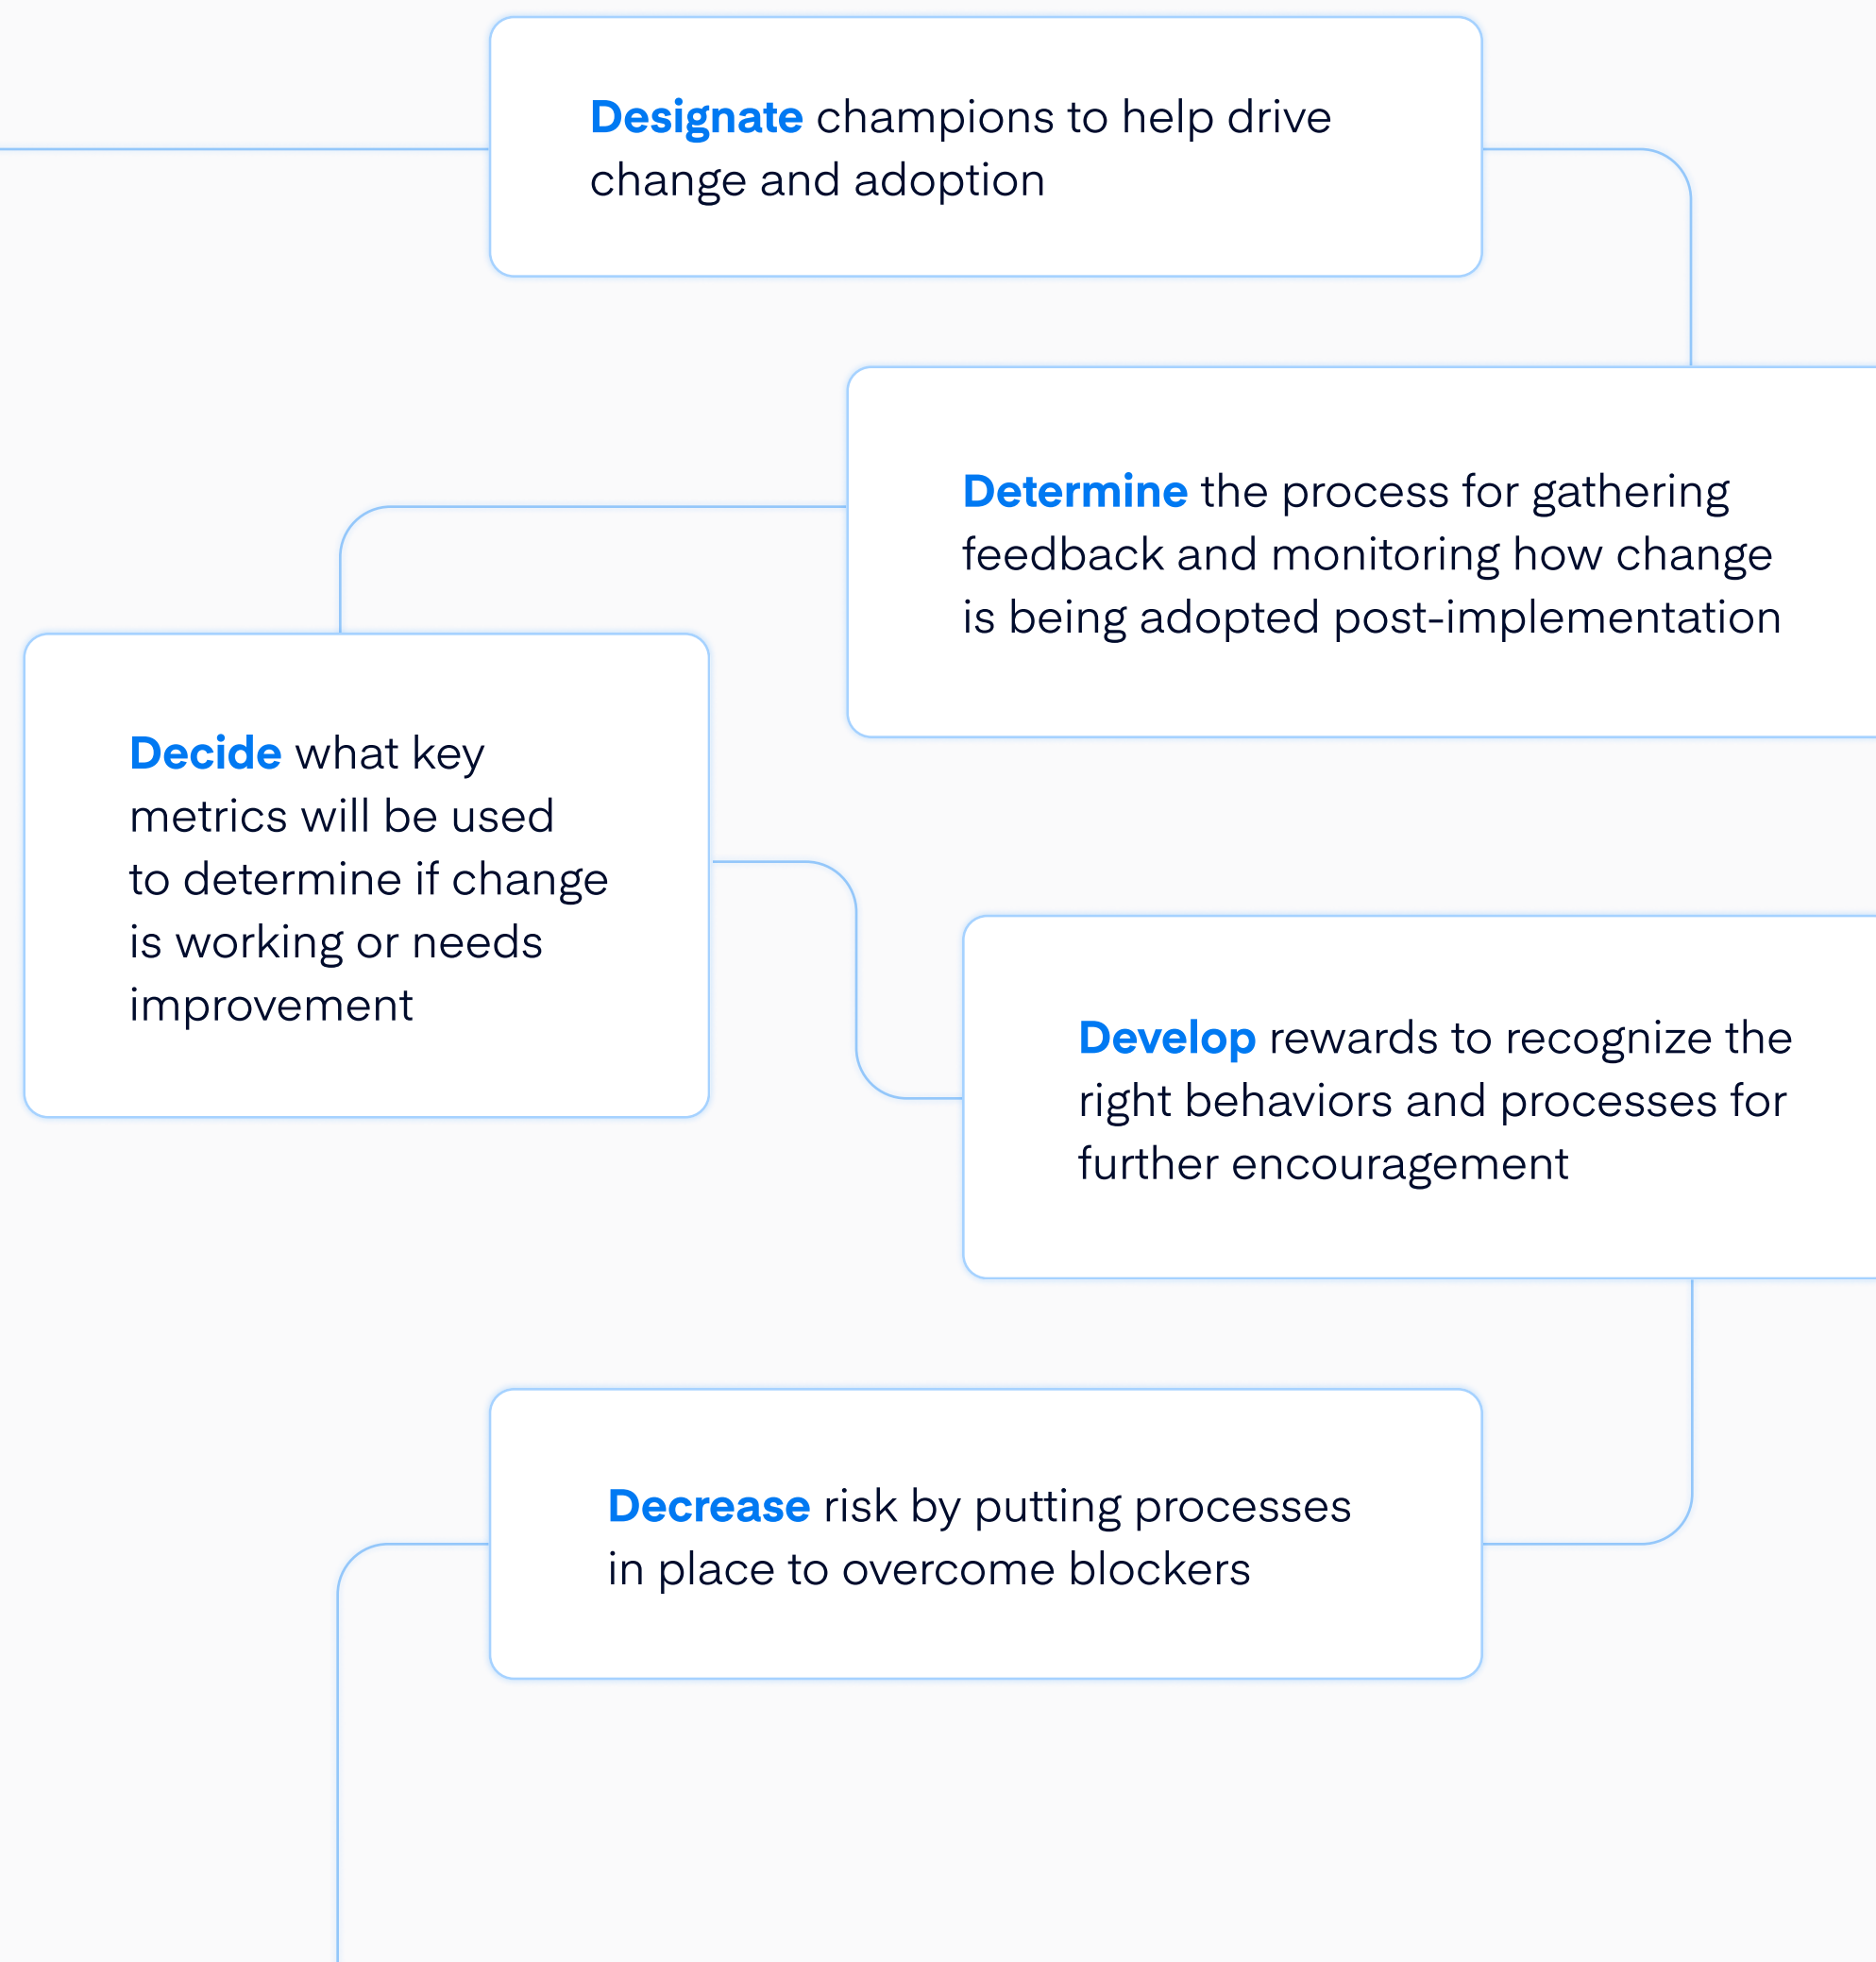 Designate champions to help drive
change and adoption
Determine the process for gathering
feedback and monitoring how change
is being adopted post-implementation
Decide what key
metrics will be used
to determine if change
is working or needs
improvement
Develop rewards to recognize the
right behaviors and processes for
further encouragement
Decrease risk by putting processes
in place to overcome blockers